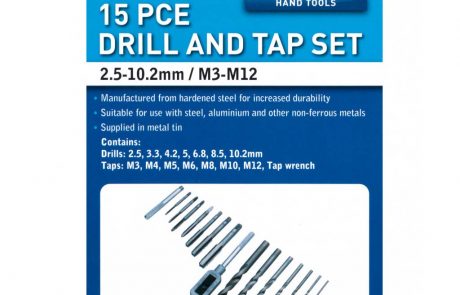 HAND TOOLS
15 PCE
DRILL AND TAP SET
2.5-10.2mm / M3-M12
• Manufactured from hardened steel for increased durability
• Suitable for use with steel, aluminium and other non-ferrous metals
• Supplied in metal tin
Contains:
Drills: 2.5, 3.3, 4.2, 5, 6.8, 8.5, 10.2mm
Taps: M3, M4, M5, M6, M8, M10, M12, Tap wrench